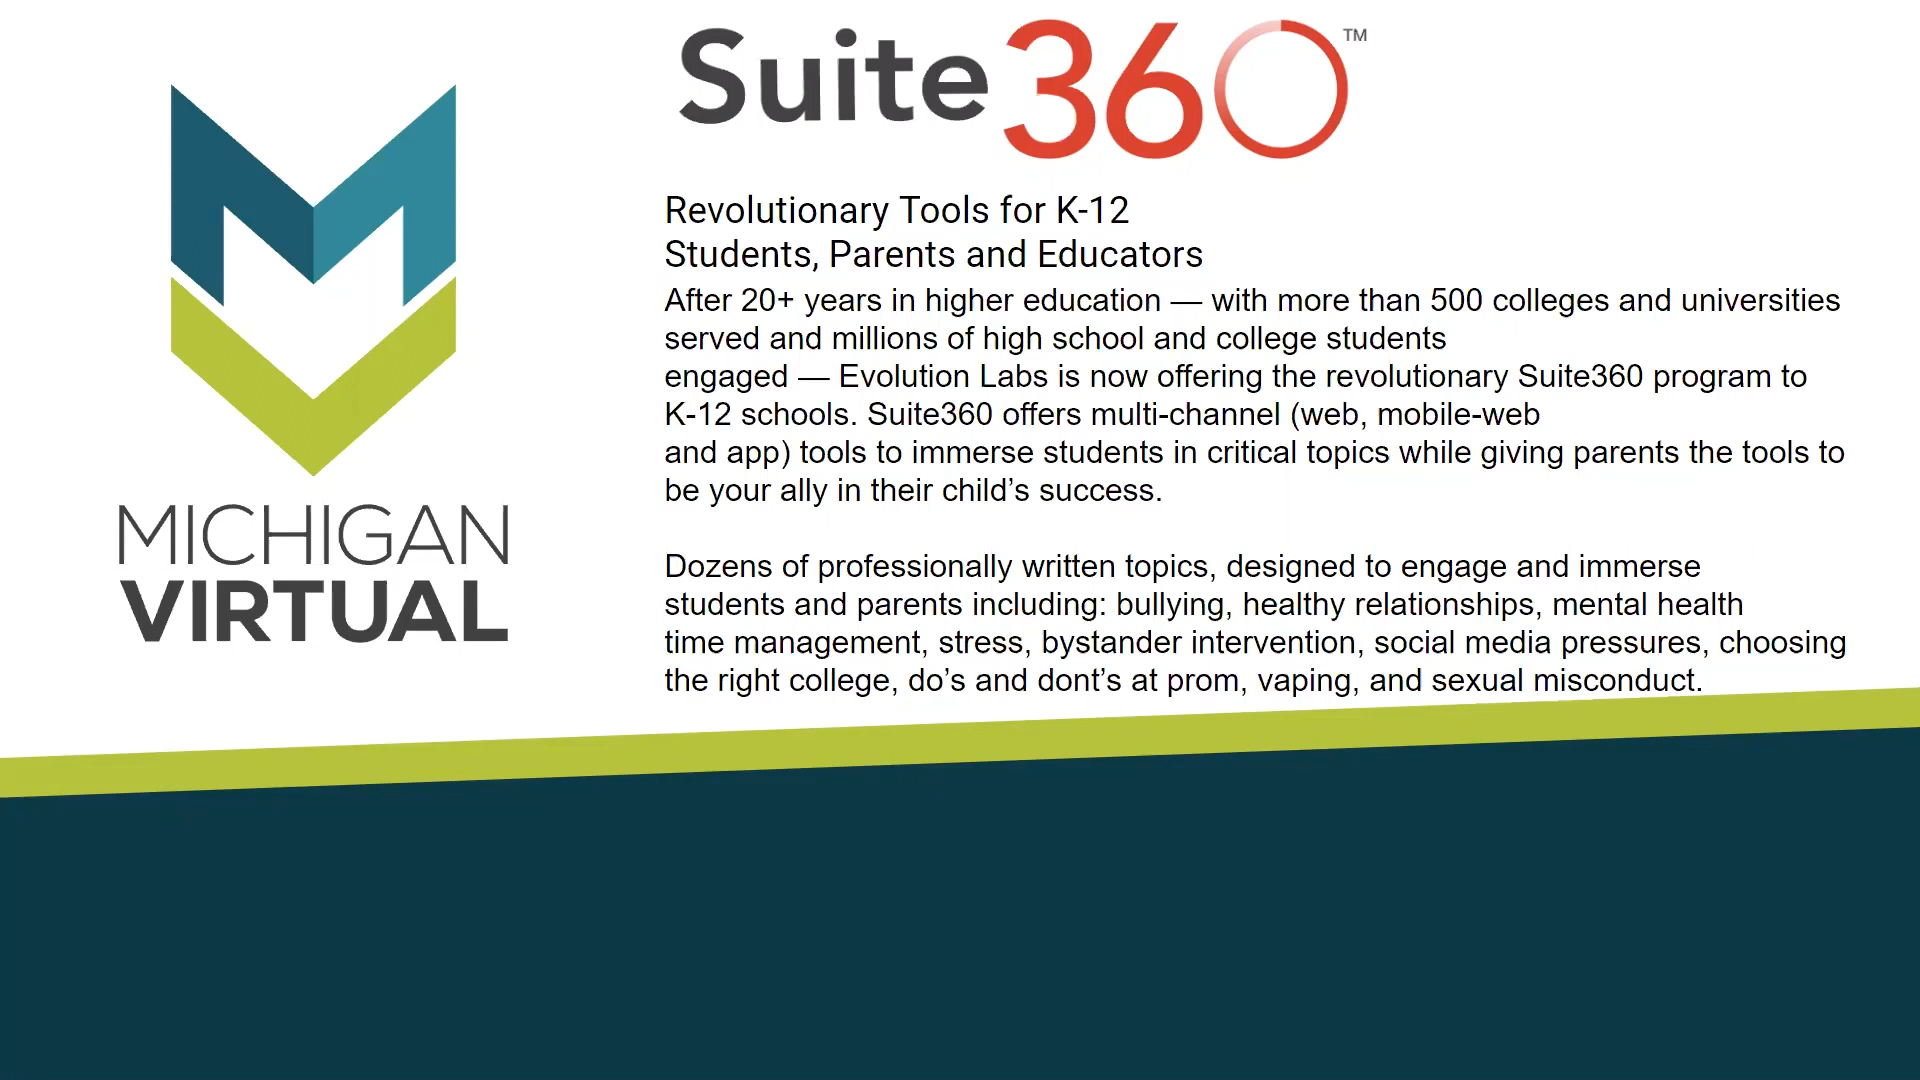 Suite360™
MICHIGAN
VIRTUAL
Revolutionary Tools for K-12
Students, Parents and Educators
After 20+ years in higher education — with more than 500 colleges and universities
served and millions of high school and college students
engaged — Evolution Labs is now offering the revolutionary Suite360 program to
K-12 schools. Suite360 offers multi-channel (web, mobile-web
and app) tools to immerse students in critical topics while giving parents the tools to
be your ally in their child’s success.
Dozens of professionally written topics, designed to engage and immerse
students and parents including: bullying, healthy relationships, mental health
time management, stress, bystander intervention, social media pressures, choosing
the right college, do’s and dont’s at prom, vaping, and sexual misconduct.